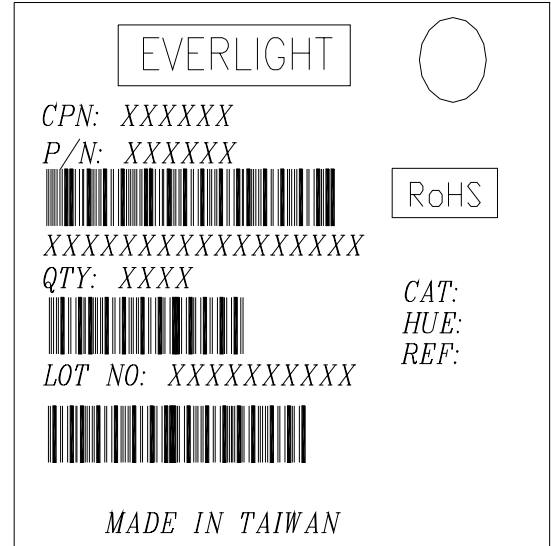 EVERLIGHT
CPN: XXXXXX
P/N: XXXXXX
RoHS
XXXXXXXXXXXXXXXXX
QTY: XXXX
CAT:
HUE:
REF:
LOT NO: XXXXXXXXXX
MADE IN TAIWAN